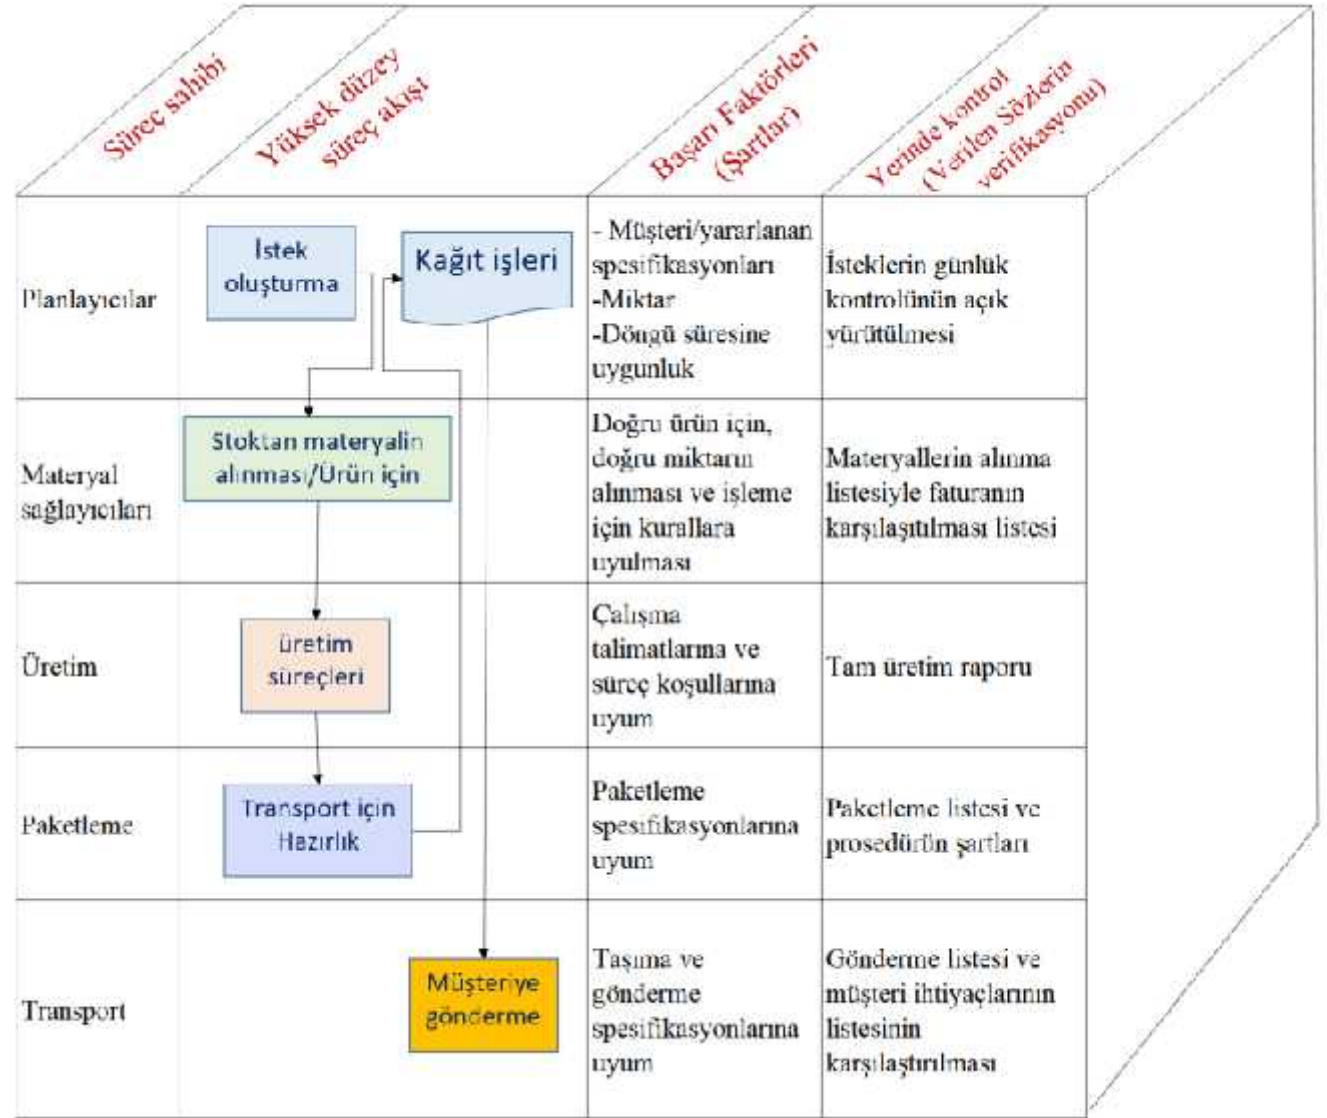 Süreç sahibi
Yüksek düzey
süreç akışı
Başarı Faktörleri
(Şartlar)
Yerinde kontrol
(Verilen Sözlerin
verifikasyonu)
Planlayıcılar
İstek
oluşturma
Kağıt işleri
- Müşteri/yararlanan
spesifikasyonları
-Miktar
-Döngü süresine
uygunluk
İsteklerin günlük
kontrolünün açık
yürütülmesi
Materyal
sağlayıcıları
Stoktan materyalin
alınması/Ürün için
Doğru ürün için,
doğru miktarın
alınması ve işleme
için kurallara
uyulması
Materyallerin alınma
listesiyle faturanın
karşılaşıtılması listesi
Üretim
üretim
süreçleri
Çalışma
talimatlarına ve
süreç koşullarına
uyum
Tam üretim raporu
Paketleme
Transport için
Hazırlık
Paketleme
spesifikasyonlarına
uyum
Paketleme listesi ve
prosedürün şartları
Transport
Müşteriye
gönderme
Taşıma ve
gönderme
spesifikasyonlarına
uyum
Gönderme listesi ve
müşteri ihtiyaçlarının
listesinin
karşılaştırılması